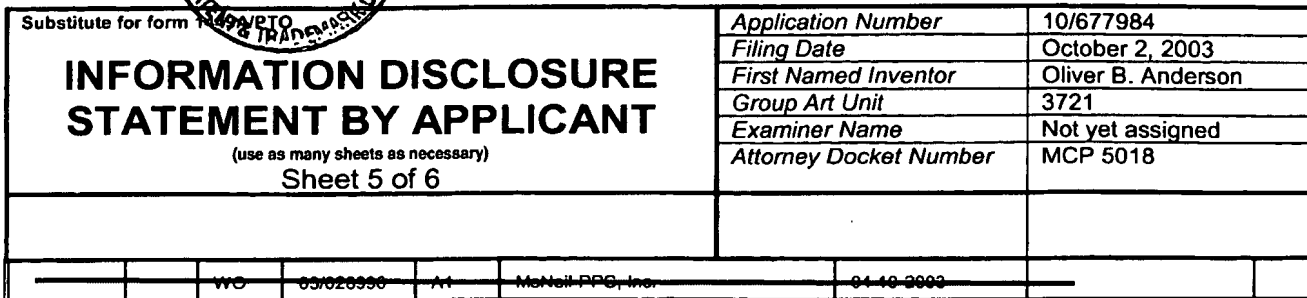 Substitute for form PTO
& TRADEMARK
INFORMATION DISCLOSURE
STATEMENT BY APPLICANT
(use as many sheets as necessary)
Sheet 5 of 6
Application Number 10/677984
Filing Date October 2, 2003
First Named Inventor Oliver B. Anderson
Group Art Unit 3721
Examiner Name Not yet assigned
Attorney Docket Number MCP 5018
WO A1 McNeil-PPC, Inc.